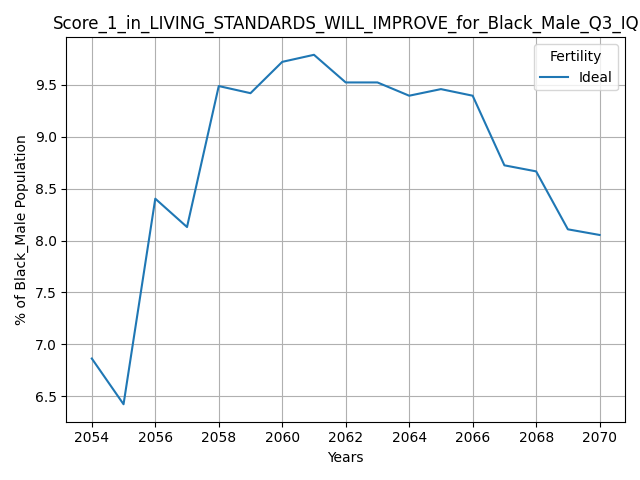 Score_1_in_LIVING_STANDARDS_WILL_IMPROVE_for_Black_Male_Q3_IQ
Fertility
Ideal
% of Black_Male Population
9.5
9.0
8.5
8.0
7.5
7.0
6.5
2054 2056 2058 2060 2062 2064 2066 2068 2070
Years